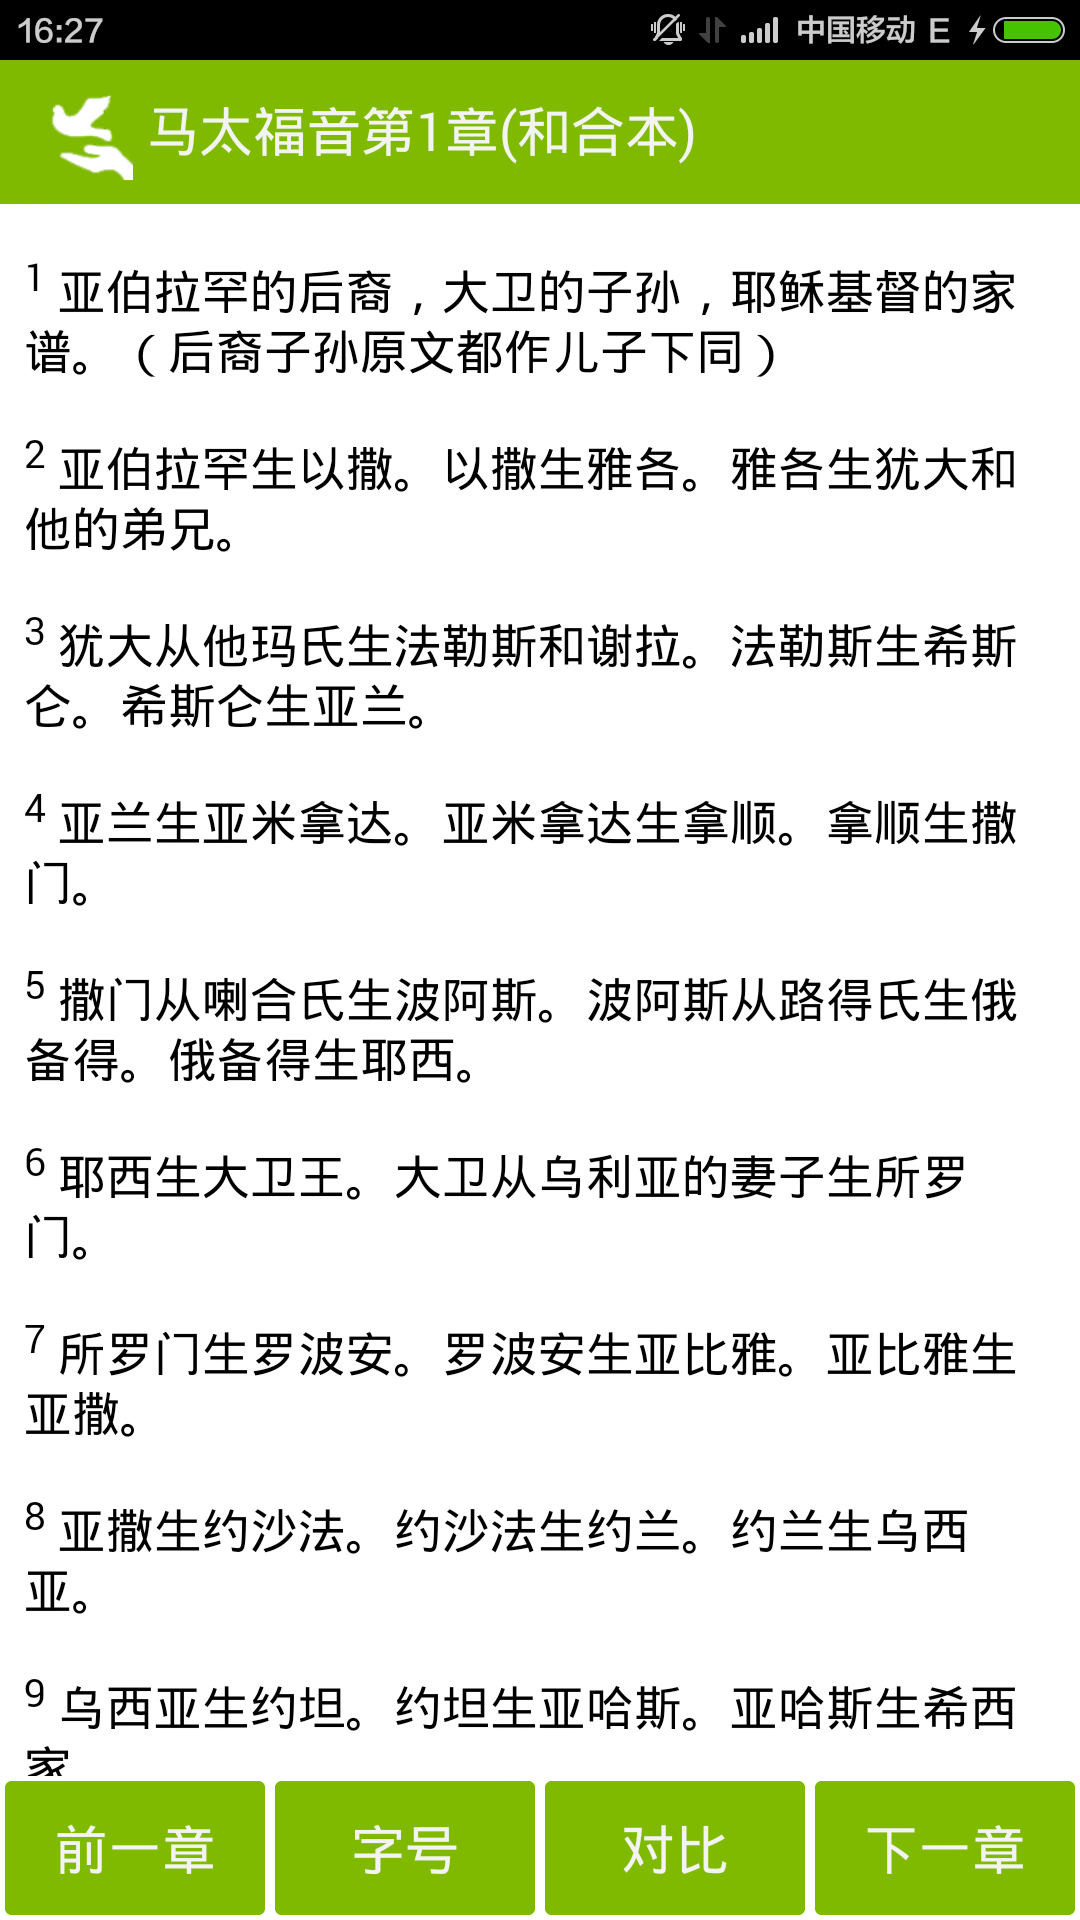 16:27 中国移动 E
马太福音第1章(和合本)
1 亚伯拉罕的后裔，大卫的子孙，耶稣基督的家
谱。（后裔子孙原文都作儿子下同）
2 亚伯拉罕生以撒。以撒生雅各。雅各生犹大和
他的弟兄。
3 犹大从他玛氏生法勒斯和谢拉。法勒斯生希斯
仑。希斯仑生亚兰。
4 亚兰生亚米拿达。亚米拿达生拿顺。拿顺生撒
门。
5 撒门从喇合氏生波阿斯。波阿斯从路得氏生俄
备得。俄备得生耶西。
6 耶西生大卫王。大卫从乌利亚的妻子生所罗
门。
7 所罗门生罗波安。罗波安生亚比雅。亚比雅生
亚撒。
8 亚撒生约沙法。约沙法生约兰。约兰生乌西
亚。
9 乌西亚生约坦。约坦生亚哈斯。亚哈斯生希西
家
前一章 字号 对比 下一章